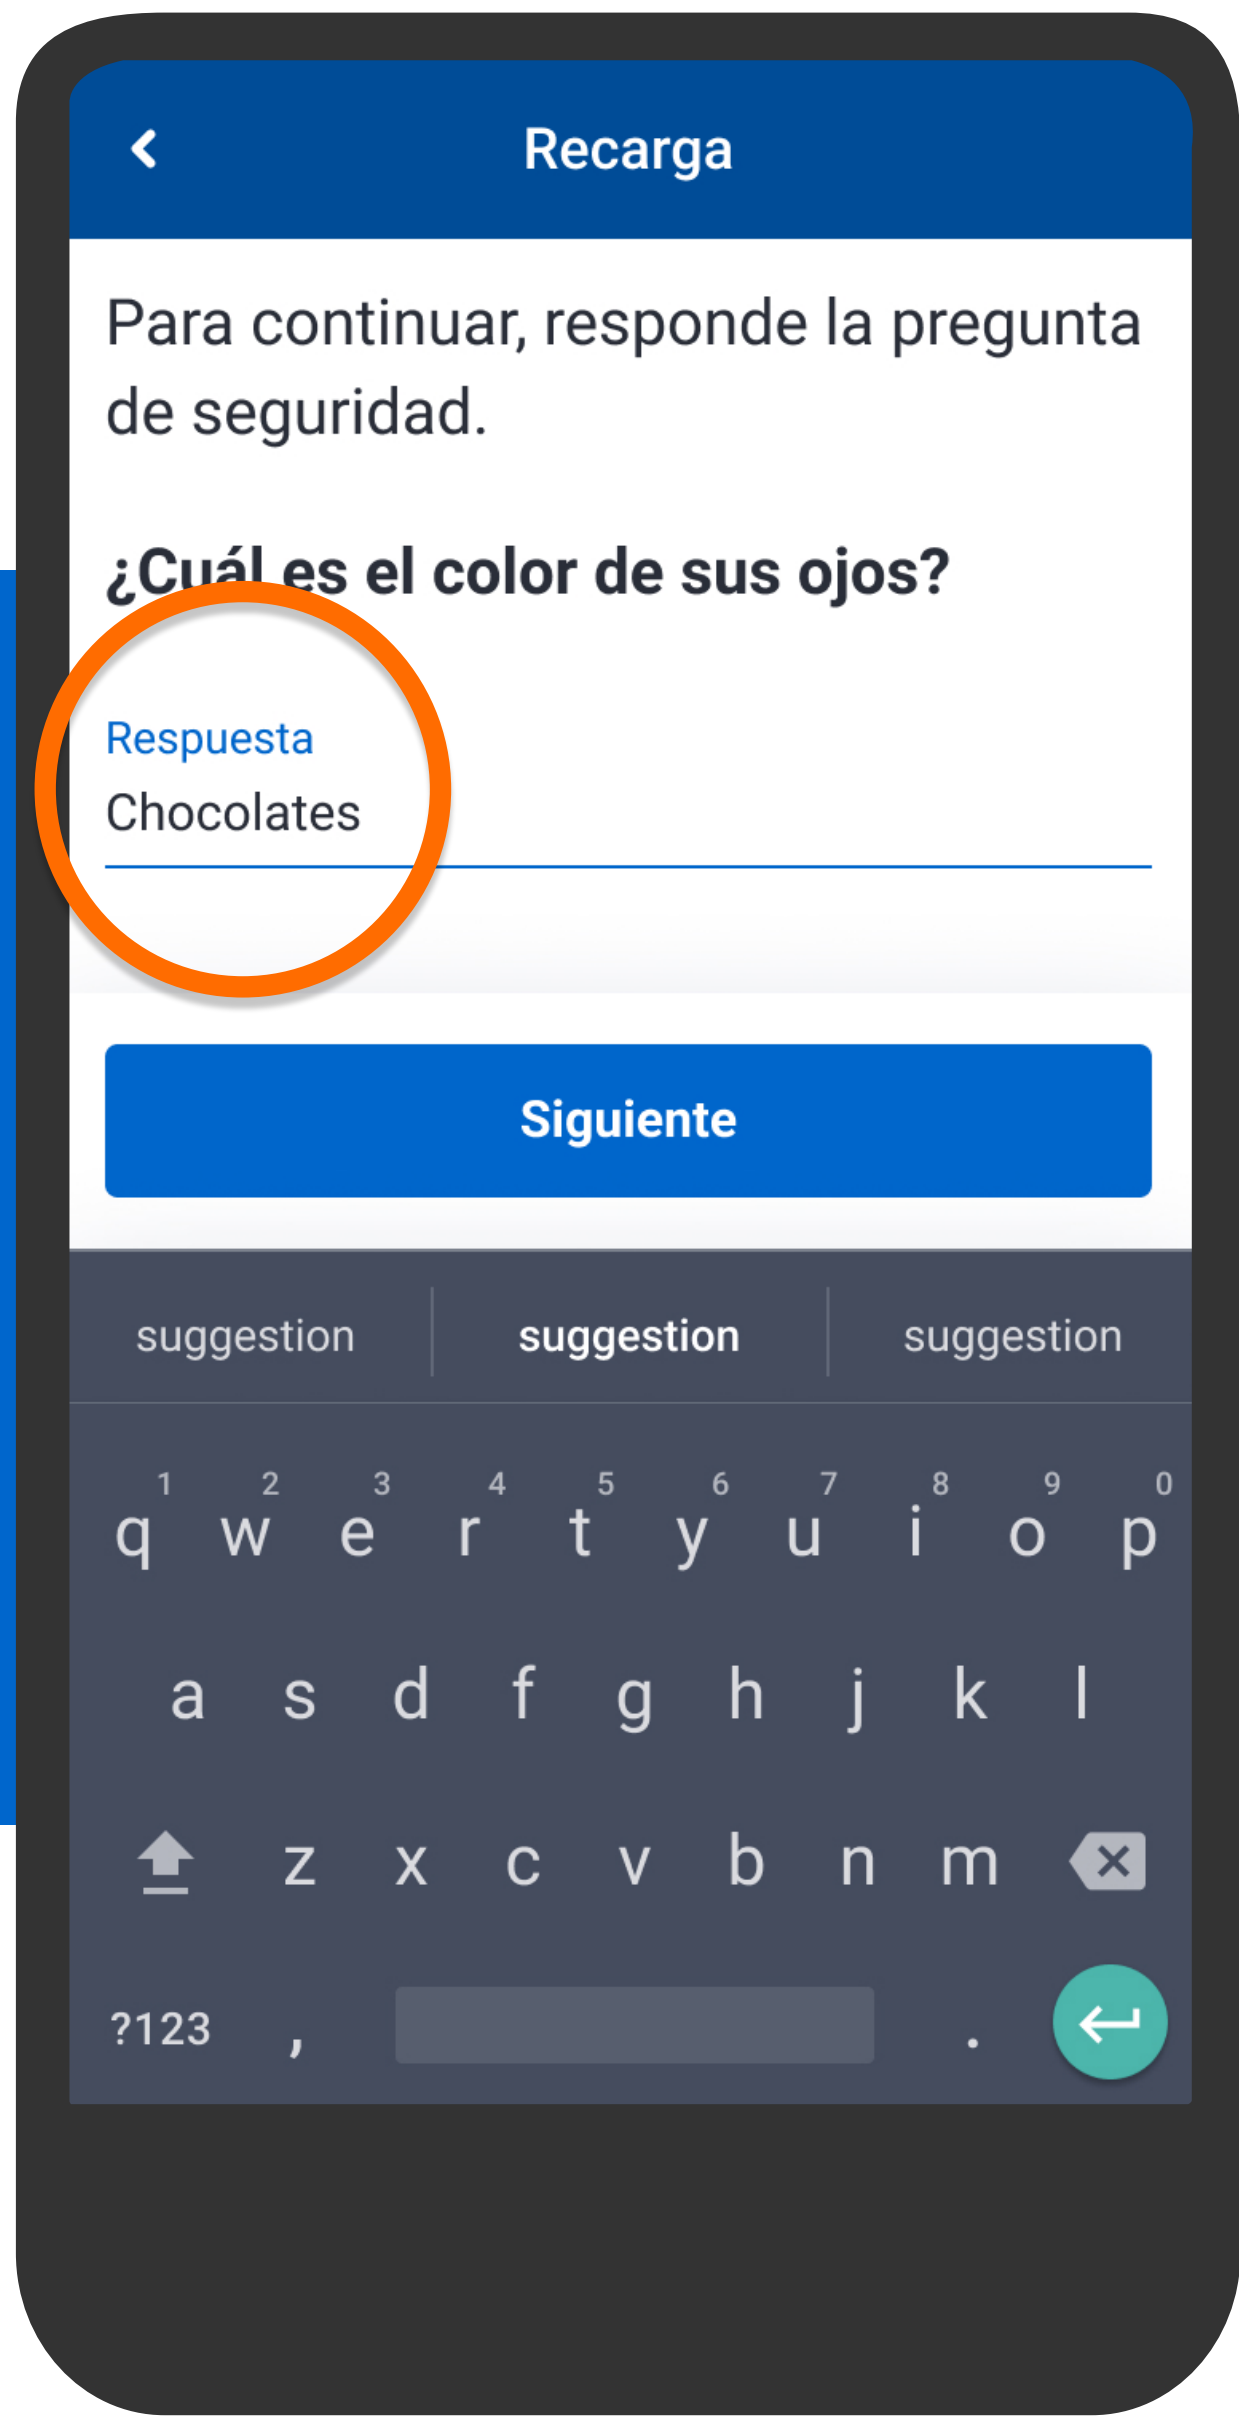 Recarga
Para continuar, responde la pregunta
de seguridad.
¿Cuál es el color de sus ojos?
Respuesta
Chocolates
Siguiente
suggestion suggestion suggestion
1 2 3 4 5 6 7 8 9 0
q w e r t y u i o p
a s d f g h j k l
z x c v b n m
?123 , .